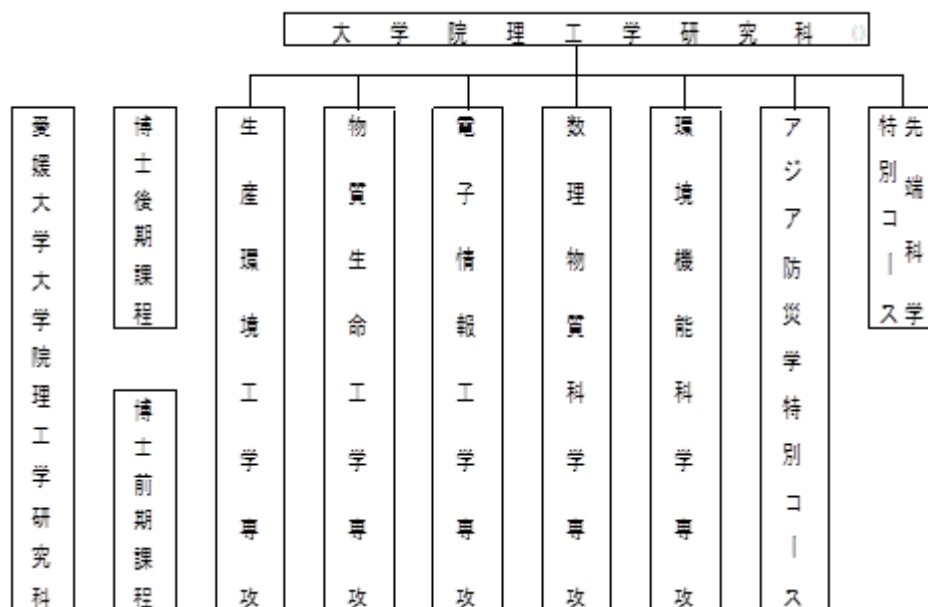 大学院理工学研究科 ()
愛媛大学大学院理工学研究科
博士後期課程
博士前期課程
生産環境工学専攻
物質生命工学専攻
電子情報工学専攻
数理物質科学専攻
環境機能科学専攻
アジア防災学特別コース
先端科学
特別コース